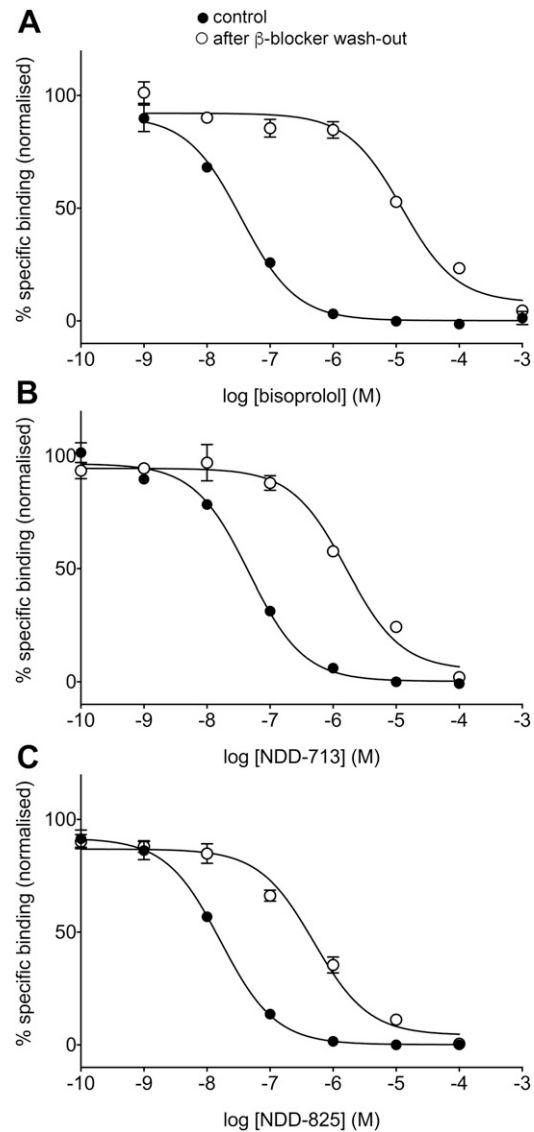 A
● control
○ after β-blocker wash-out
% specific binding (normalised)
100
50
0
-10 -9 -8 -7 -6 -5 -4 -3
log [bisoprolol] (M)
B
% specific binding (normalised)
100
50
0
-10 -9 -8 -7 -6 -5 -4 -3
log [NDD-713] (M)
C
% specific binding (normalised)
100
50
0
-10 -9 -8 -7 -6 -5 -4 -3
log [NDD-825] (M)